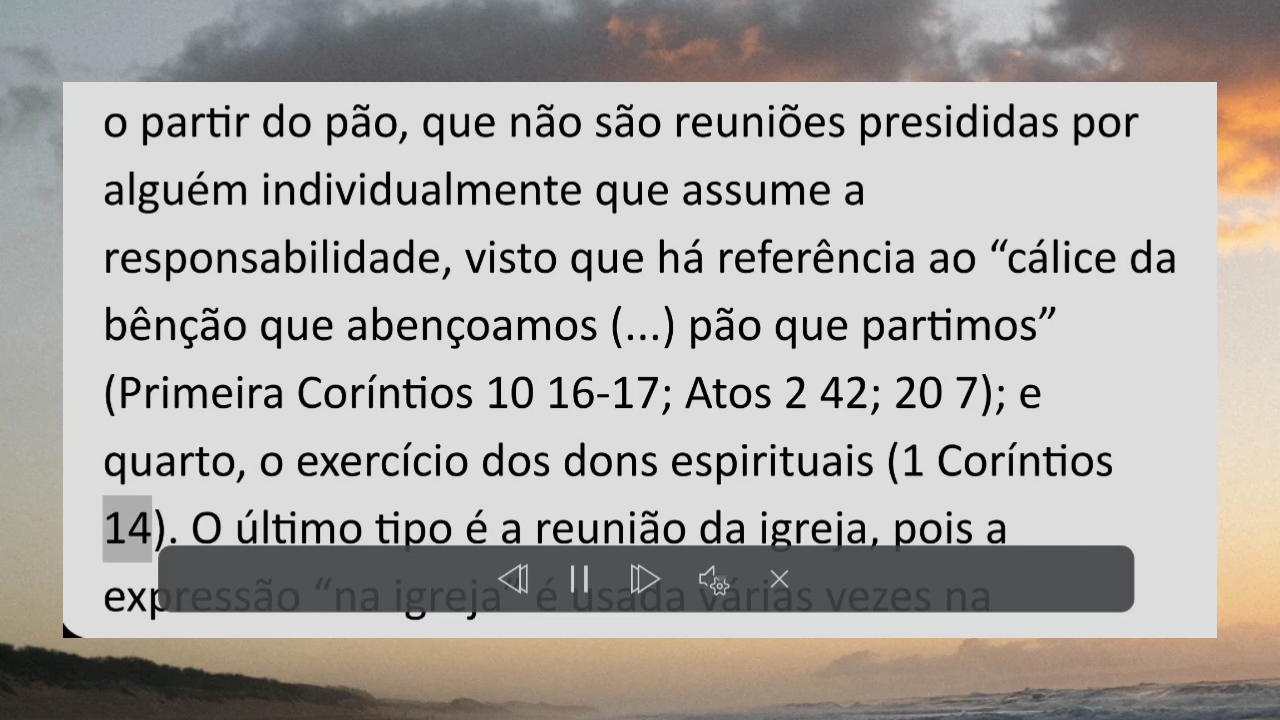 o partir do pão, que não são reuniões presididas por
alguém individualmente que assume a
responsabilidade, visto que há referência ao “cálice da
bênção que abençoamos (...) pão que partimos”
(Primeira Coríntios 10 16-17; Atos 2 42; 20 7); e
quarto, o exercício dos dons espirituais (1 Coríntios
14). O último tipo é a reunião da igreja, pois a
expressão “na igreja” é usada várias vezes na